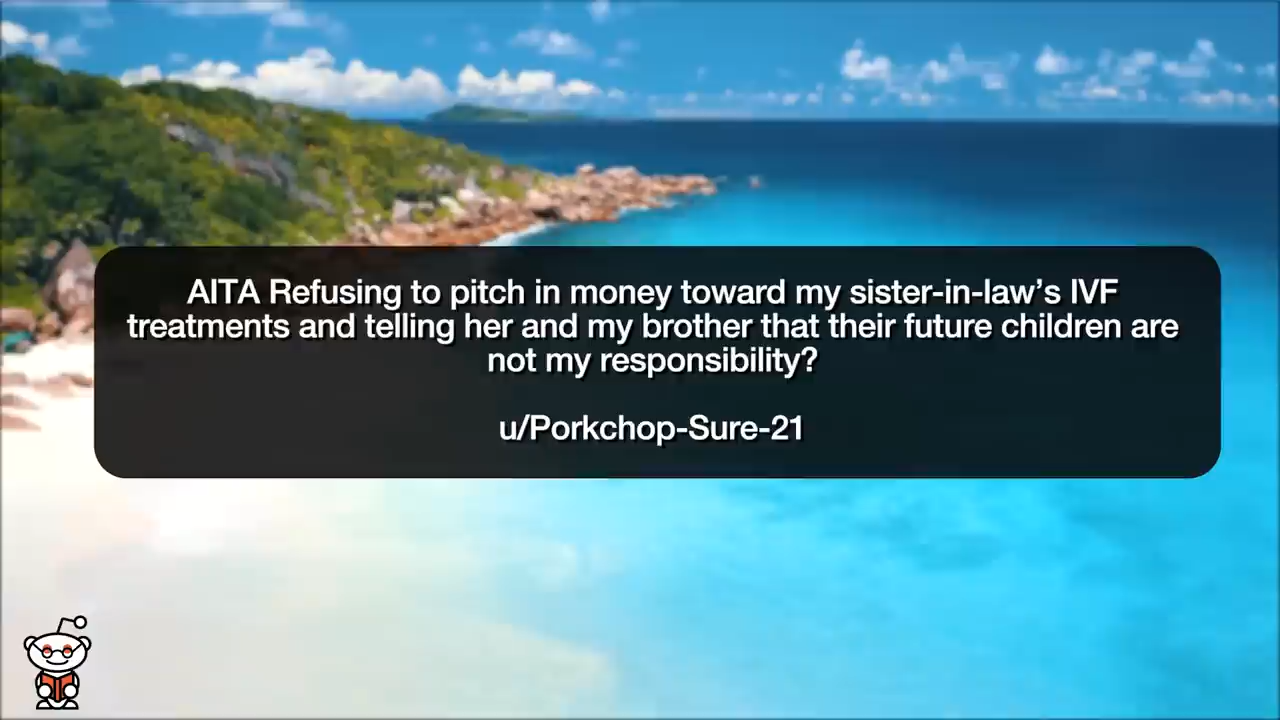 AITA Refusing to pitch in money toward my sister-in-law’s IVF
treatments and telling her and my brother that their future children are
not my responsibility?
u/Porkchop-Sure-21